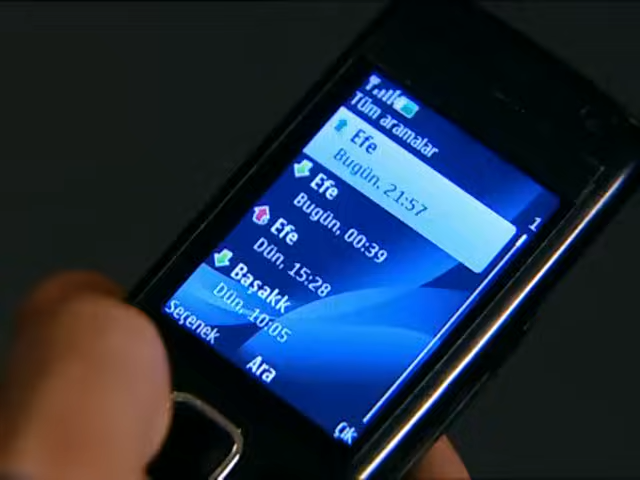 Tüm aramalar
1
Efe
Bugün, 21:57
Efe
Bugün, 00:39
Efe
Dün, 15:28
Başakk
Dün, 10:05
Seçenek
Ara
Çık